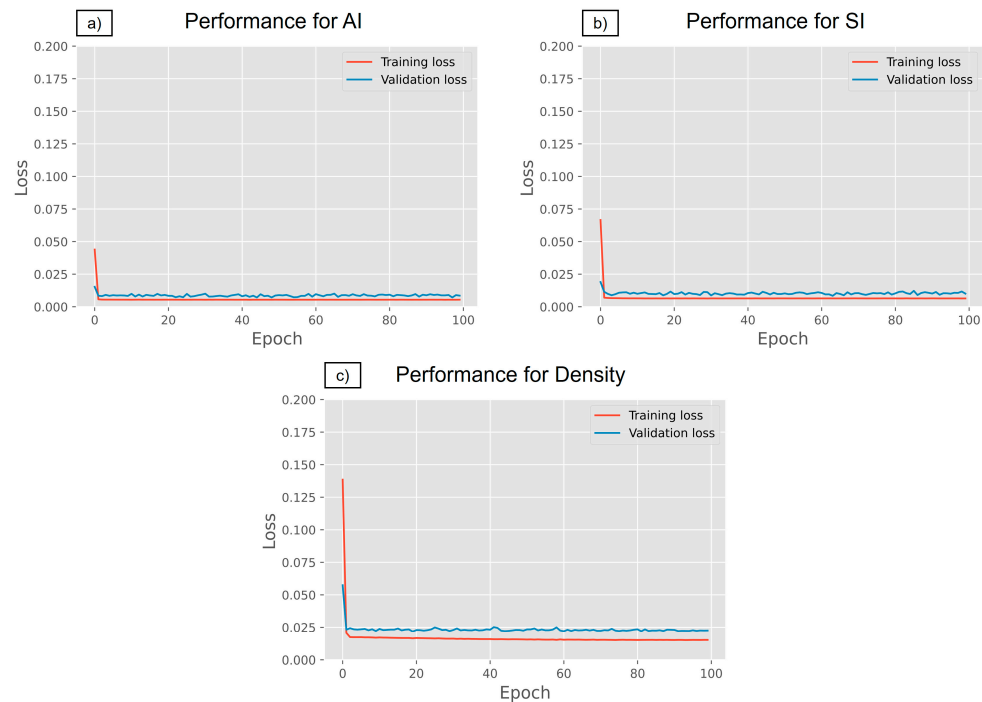 a) Performance for AI
0.200
0.175
0.150
0.125
0.100
0.075
0.050
0.025
0.000
Loss
Training loss
Validation loss
0 20 40 60 80 100
Epoch
b) Performance for SI
0.200
0.175
0.150
0.125
0.100
0.075
0.050
0.025
0.000
Loss
Training loss
Validation loss
0 20 40 60 80 100
Epoch
c) Performance for Density
0.200
0.175
0.150
0.125
0.100
0.075
0.050
0.025
0.000
Loss
Training loss
Validation loss
0 20 40 60 80 100
Epoch